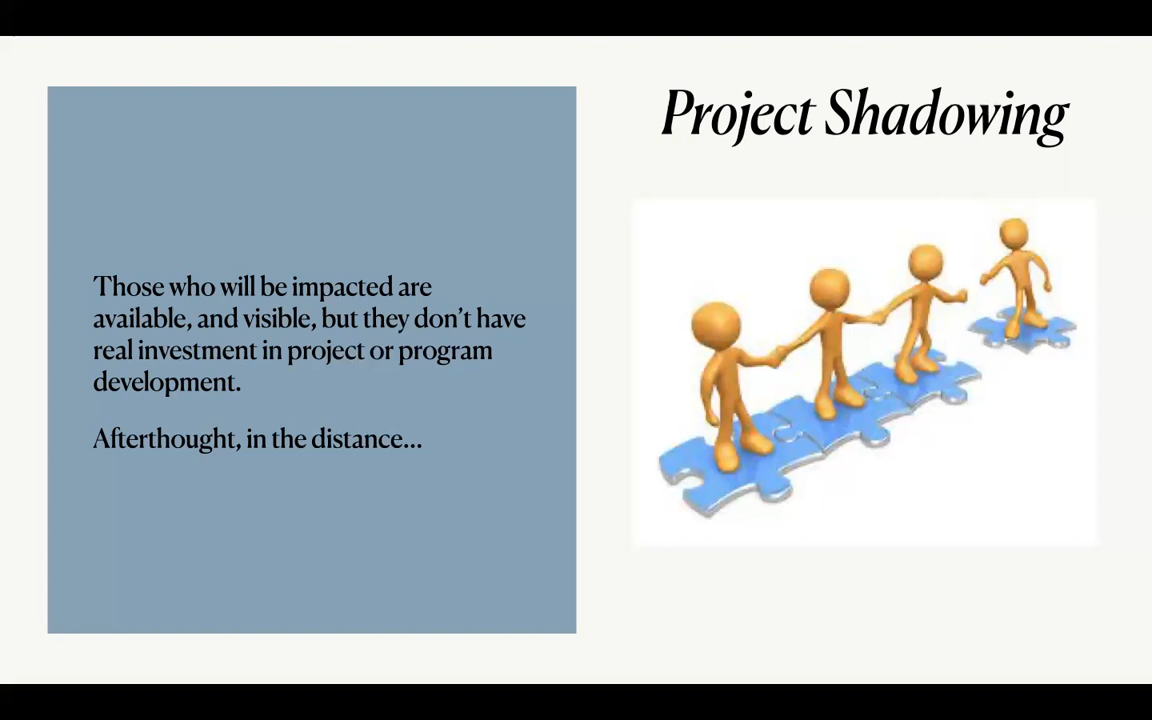 Project Shadowing
Those who will be impacted are
available, and visible, but they don't have
real investment in project or program
development.
Afterthought, in the distance...